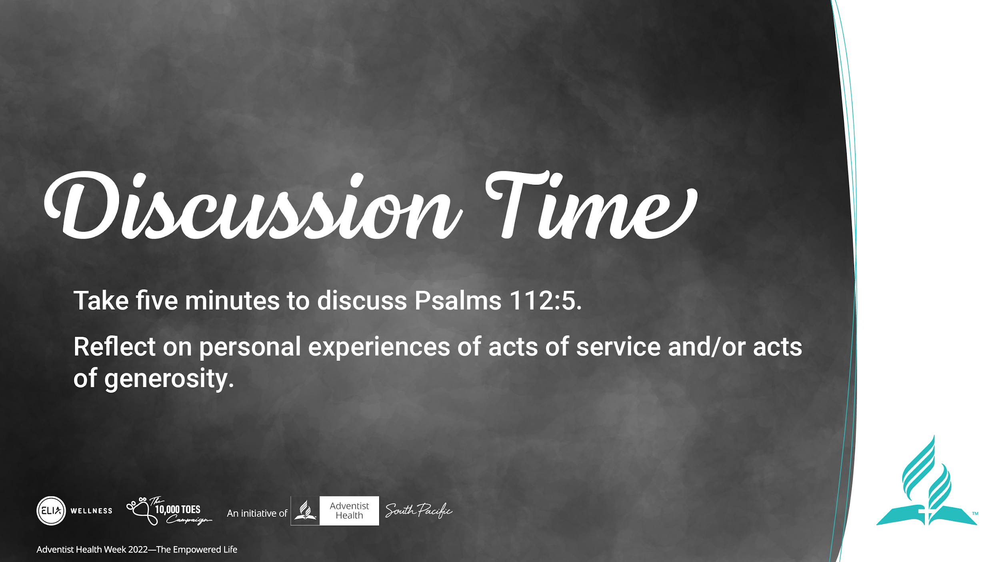 Discussion Time
Take five minutes to discuss Psalms 112:5.
Reflect on personal experiences of acts of service and/or acts
of generosity.
ELIA WELLNESS
The
10,000 TOES
Campaign
An initiative of
Adventist
Health
South Pacific
TM
Adventist Health Week 2022—The Empowered Life